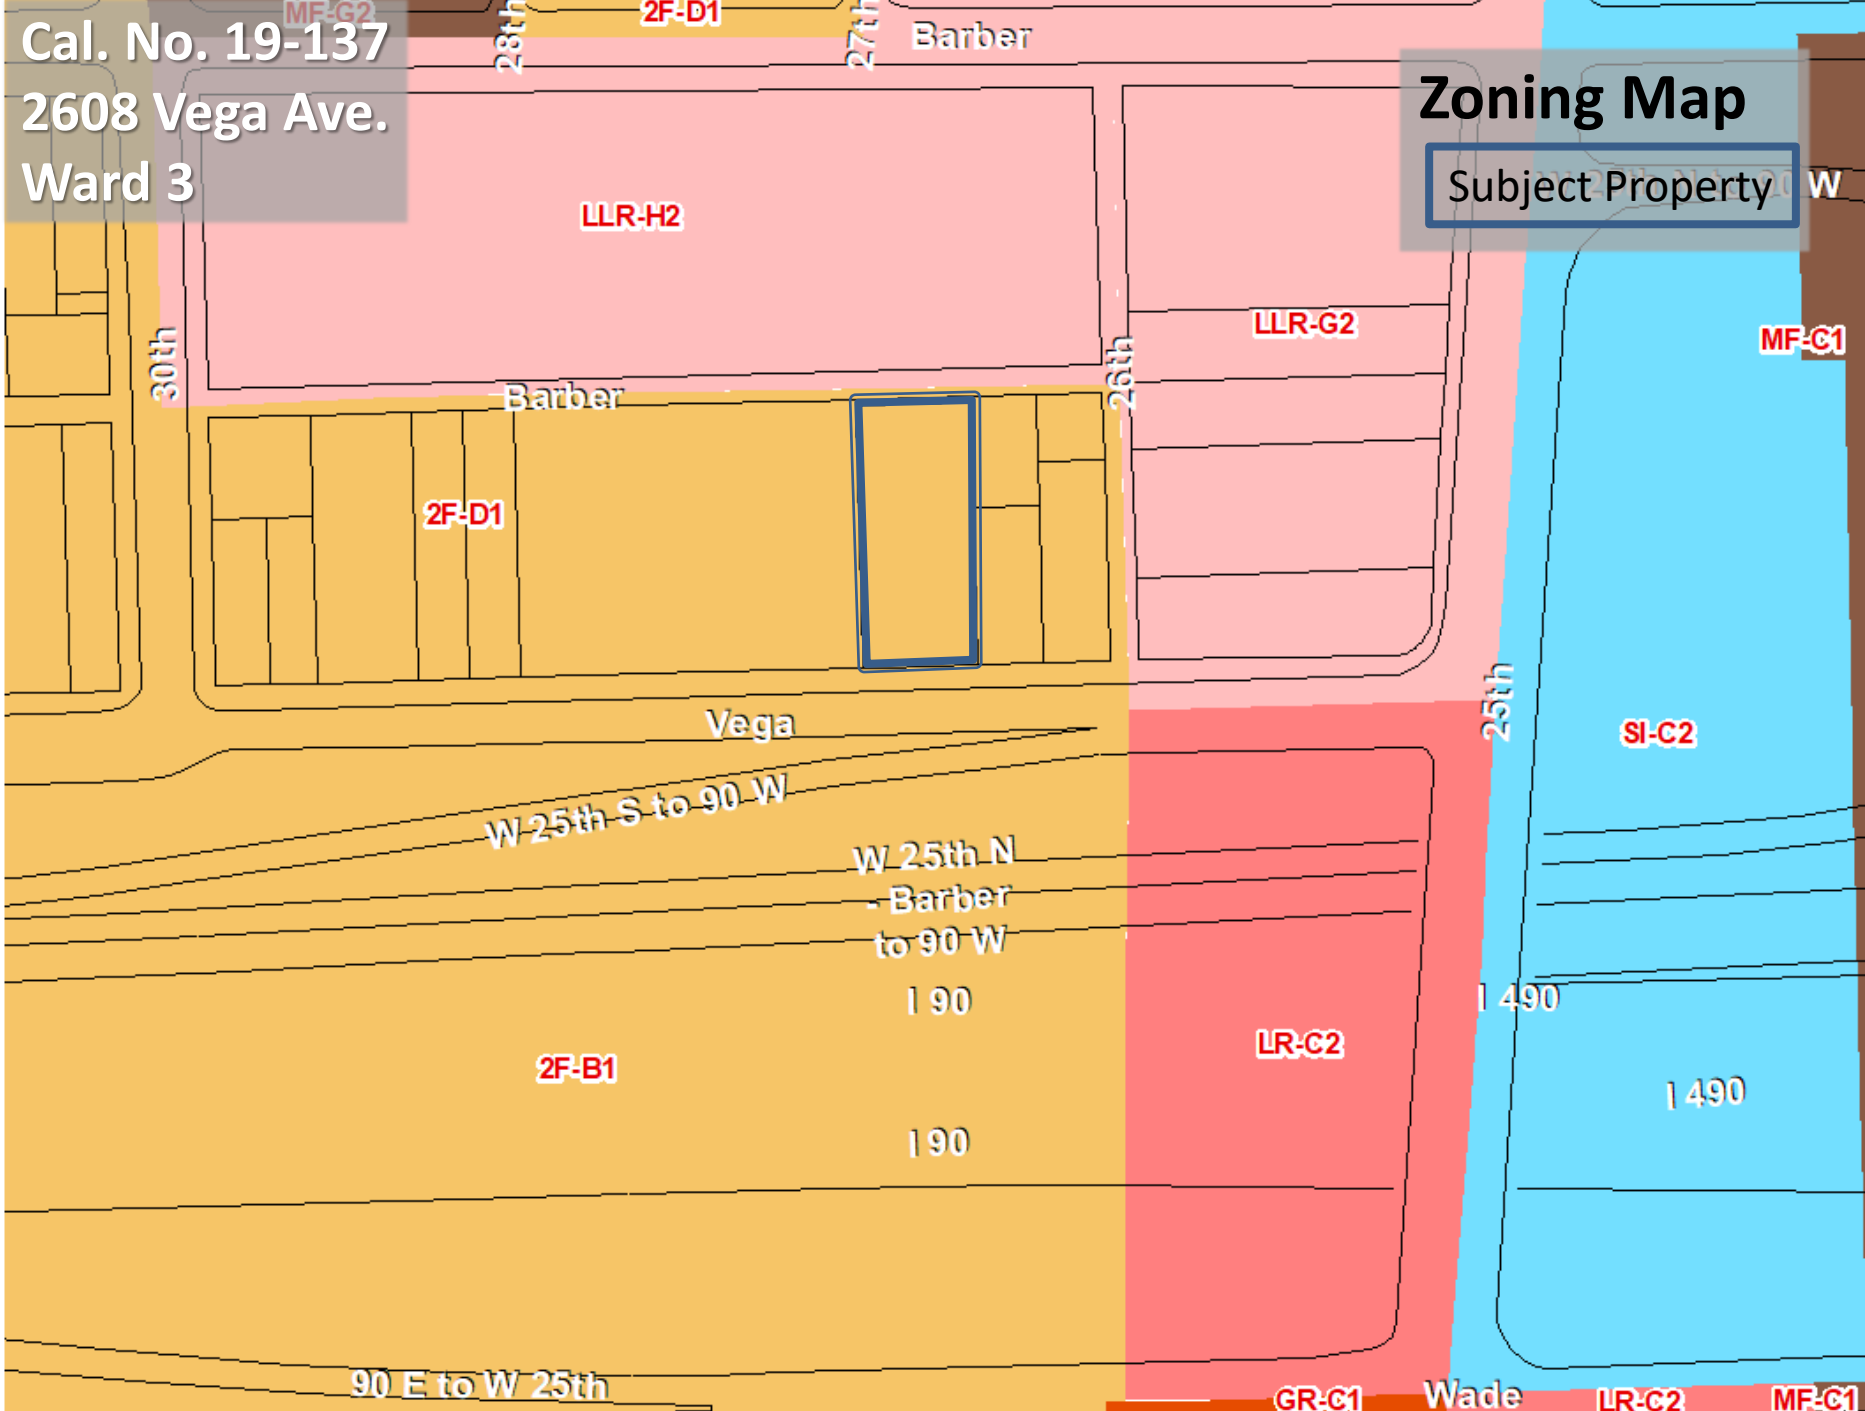 MF-G2
28th
2F-D1
27th
Barber
Cal. No. 19-137
2608 Vega Ave.
Ward 3
Zoning Map
Subject Property
W 25th N to 90 W
LLR-H2
LLR-G2
MF-C1
30th
26th
Barber
2F-D1
25th
Vega
SI-C2
W 25th S to 90 W
W 25th N
- Barber
to 90 W
I 90
I 490
LR-C2
2F-B1
I 490
I 90
90 E to W 25th
GR-C1
Wade
LR-C2
MF-C1